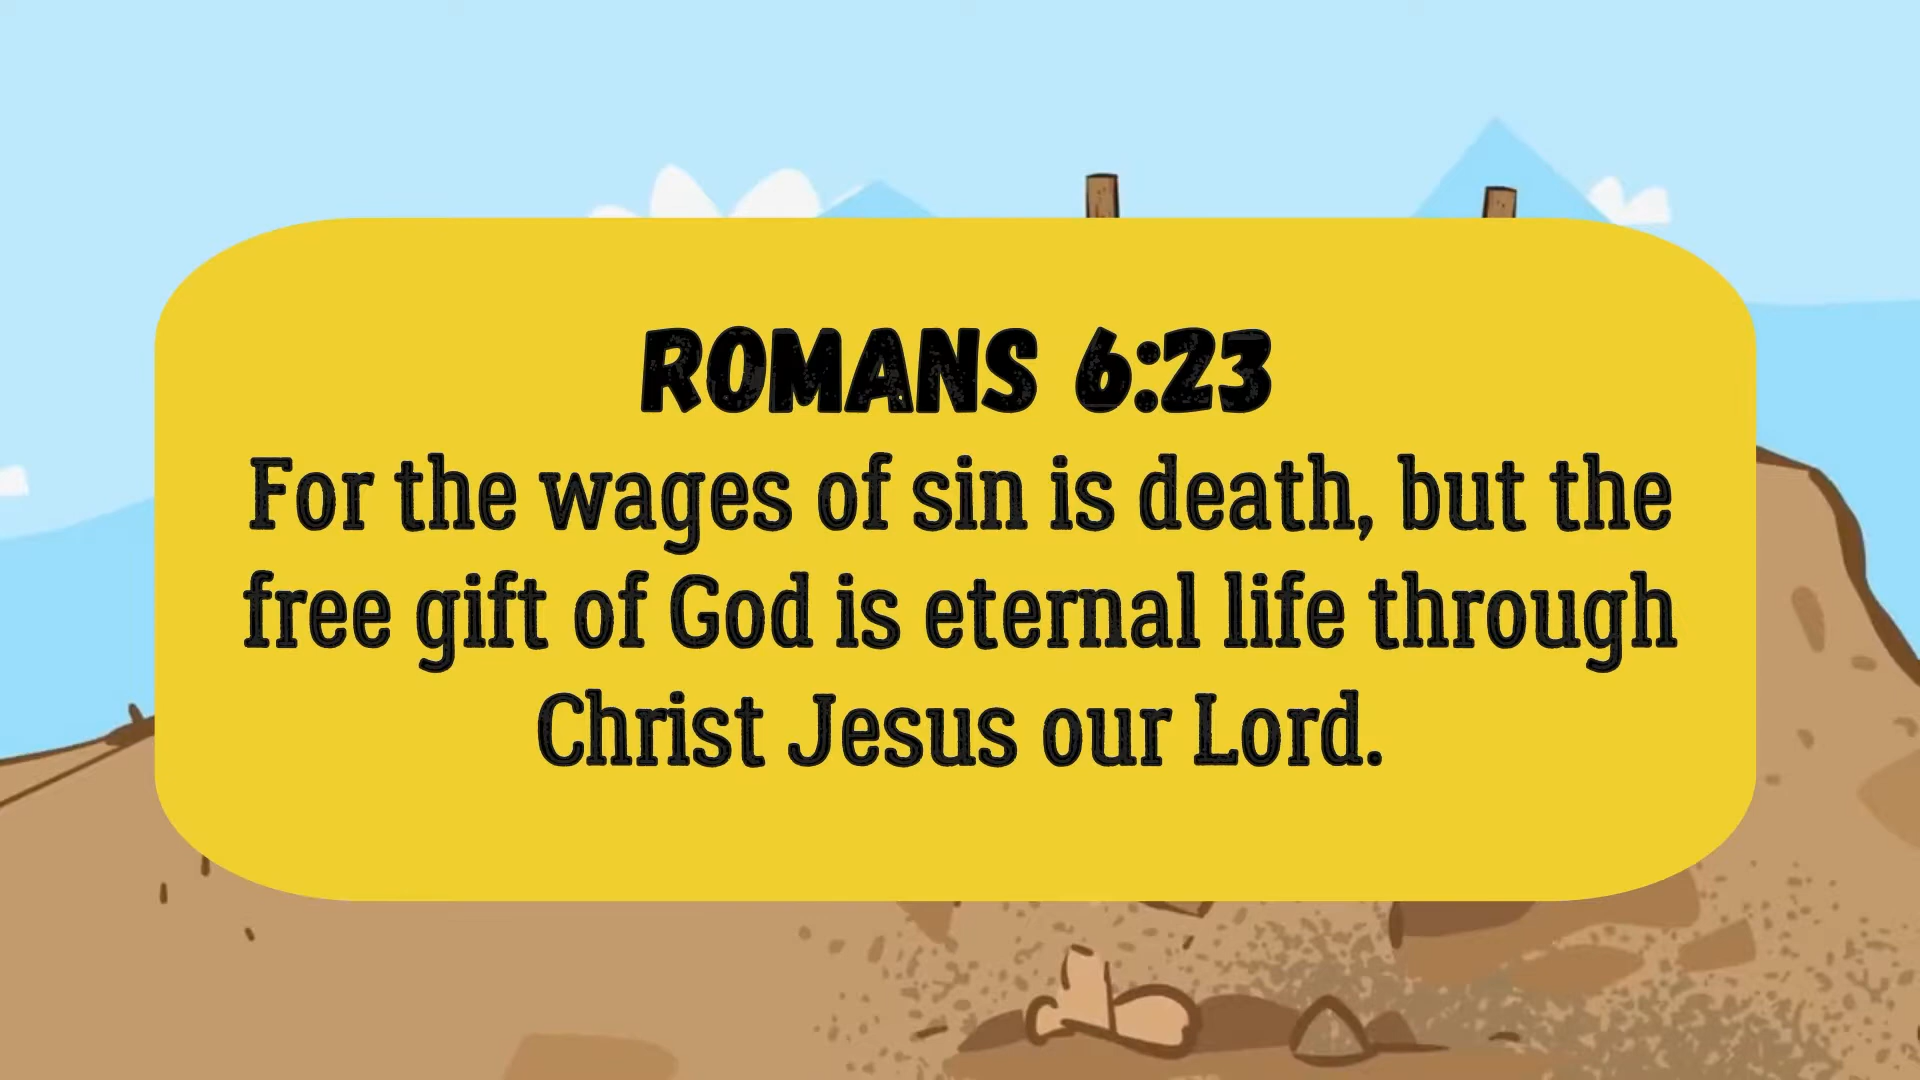 ROMANS 6:23
For the wages of sin is death, but the
free gift of God is eternal life through
Christ Jesus our Lord.